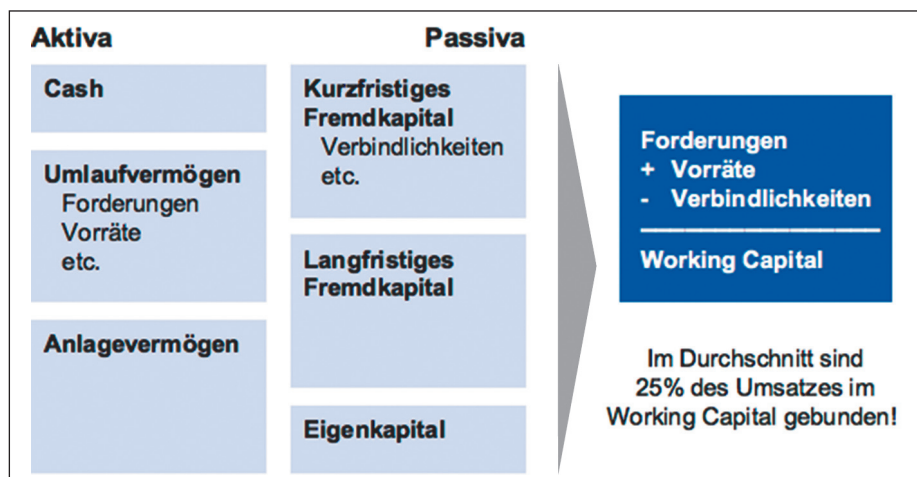 Aktiva
Passiva
Cash
Umlaufvermögen
Forderungen
Vorräte
etc.
Anlagevermögen
Kurzfristiges
Fremdkapital
Verbindlichkeiten
etc.
Langfristiges
Fremdkapital
Eigenkapital
Forderungen
+ Vorräte
- Verbindlichkeiten
Working Capital
Im Durchschnitt sind
25% des Umsatzes im
Working Capital gebunden!